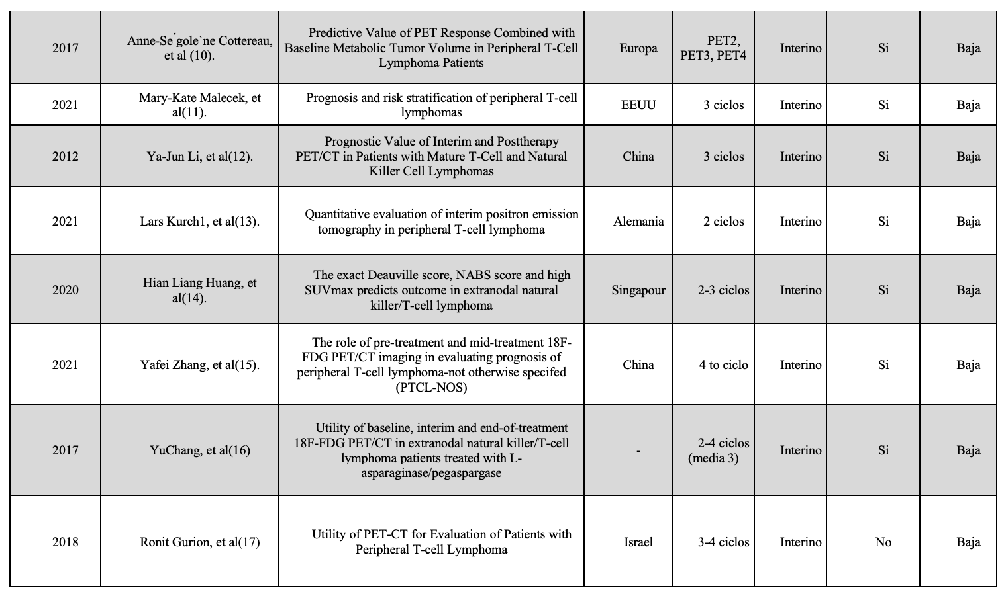 2017
Anne-Se´gole`ne Cottereau,
et al (10).
Predictive Value of PET Response Combined with
Baseline Metabolic Tumor Volume in Peripheral T-Cell
Lymphoma Patients
Europa
PET2,
PET3, PET4
Interino
Si
Baja
2021
Mary-Kate Malecek, et
al(11).
Prognosis and risk stratification of peripheral T-cell
lymphomas
EEUU
3 ciclos
Interino
Si
Baja
2012
Ya-Jun Li, et al(12).
Prognostic Value of Interim and Posttherapy
PET/CT in Patients with Mature T-Cell and Natural
Killer Cell Lymphomas
China
3 ciclos
Interino
Si
Baja
2021
Lars Kurch1, et al(13).
Quantitative evaluation of interim positron emission
tomography in peripheral T-cell lymphoma
Alemania
2 ciclos
Interino
Si
Baja
2020
Hian Liang Huang, et
al(14).
The exact Deauville score, NABS score and high
SUVmax predicts outcome in extranodal natural
killer/T-cell lymphoma
Singapour
2-3 ciclos
Interino
Si
Baja
2021
Yafei Zhang, et al(15).
The role of pre-treatment and mid-treatment 18F-
FDG PET/CT imaging in evaluating prognosis of
peripheral T-cell lymphoma-not otherwise specifed
(PTCL-NOS)
China
4 to ciclo
Interino
Si
Baja
2017
YuChang, et al(16)
Utility of baseline, interim and end-of-treatment
18F-FDG PET/CT in extranodal natural killer/T-cell
lymphoma patients treated with L-
asparaginase/pegaspargase
-
2-4 ciclos
(media 3)
Interino
Si
Baja
2018
Ronit Gurion, et al(17)
Utility of PET-CT for Evaluation of Patients with
Peripheral T-cell Lymphoma
Israel
3-4 ciclos
Interino
No
Baja